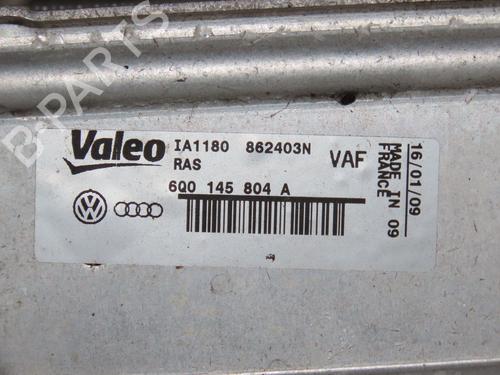 B-PARTS
Valeo IA1180 862403N
RAS VAF
6Q0 145 804 A
16/01/09
MADE IN 09
FRANCE